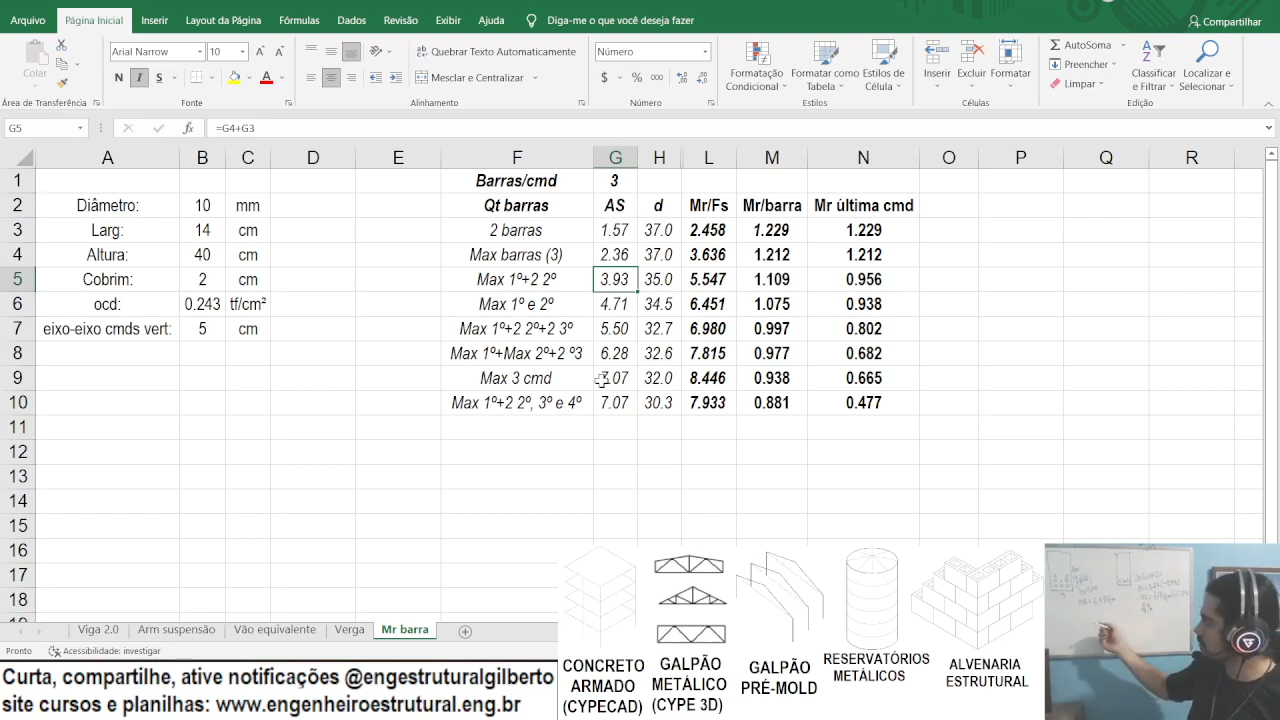 Arquivo Página Inicial Inserir Layout da Página Fórmulas Dados Revisão Exibir Ajuda Diga-me o que você deseja fazer Compartilhar
Colar
Arial Narrow 10
N I S
Quebrar Texto Automaticamente
Mesclar e Centralizar
Número
$ % 000
Formatação Condicional
Formatar como Tabela
Estilos de Célula
Inserir Excluir Formatar
AutoSoma
Preencher
Limpar
Classificar e Filtrar
Localizar e Selecionar
Área de Transferência Fonte Alinhamento Número Estilos Células Edição
G5 fx =G4+G3
A B C D E F G H L M N O P Q R
1 Barras/cmd 3
2 Diâmetro: 10 mm Qt barras AS d Mr/Fs Mr/barra Mr última cmd
3 Larg: 14 cm 2 barras 1.57 37.0 2.458 1.229 1.229
4 Altura: 40 cm Max barras (3) 2.36 37.0 3.636 1.212 1.212
5 Cobrim: 2 cm Max 1º+2 2º 3.93 35.0 5.547 1.109 0.956
6 σcd: 0.243 tf/cm² Max 1º e 2º 4.71 34.5 6.451 1.075 0.938
7 eixo-eixo cmds vert: 5 cm Max 1º+2 2º+2 3º 5.50 32.7 6.980 0.997 0.802
8 Max 1º+Max 2º+2 º3 6.28 32.6 7.815 0.977 0.682
9 Max 3 cmd 7.07 32.0 8.446 0.938 0.665
10 Max 1º+2 2º, 3º e 4º 7.07 30.3 7.933 0.881 0.477
11
12
13
14
15
16
17
18
Viga 2.0 Arm suspensão Vão equivalente Verga Mr barra
Pronto Acessibilidade: investigar
Curta, compartilhe, ative notificações @engestruturalgilberto
site cursos e planilhas: www.engenheiroestrutural.eng.br
CONCRETO
ARMADO
(CYPECAD)
GALPÃO
METÁLICO
(CYPE 3D)
GALPÃO
PRÉ-MOLD
RESERVATÓRIOS
METÁLICOS
ALVENARIA
ESTRUTURAL